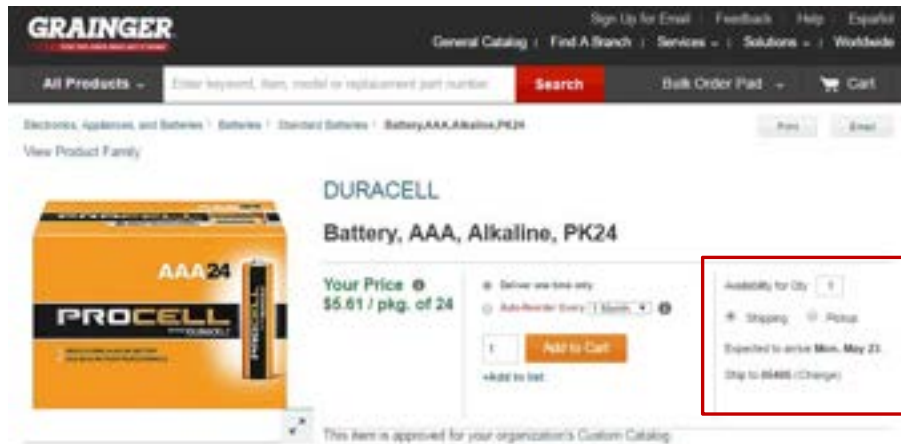 GRAINGER
Sign Up for Email | Feedback | Help | Español
General Catalog | Find A Branch | Services | Solutions | Worldwide
All Products
Enter keyword, item, model or replacement part number
Search
Bulk Order Pad
Cart
Electronics, Appliances, and Batteries > Batteries > Standard Batteries > Battery,AAA,Alkaline,PK24
Print
Email
View Product Family
DURACELL
Battery, AAA, Alkaline, PK24
AAA24
PROCELL
Your Price
$5.61 / pkg. of 24
Deliver one time only
Auto-Reorder Every 1 Month
1
Add to Cart
+Add to list
Availability for Qty 1
Shipping
Pickup
Expected to arrive Mon. May 23.
Ship to (Change)
This item is approved for your organization's Custom Catalog